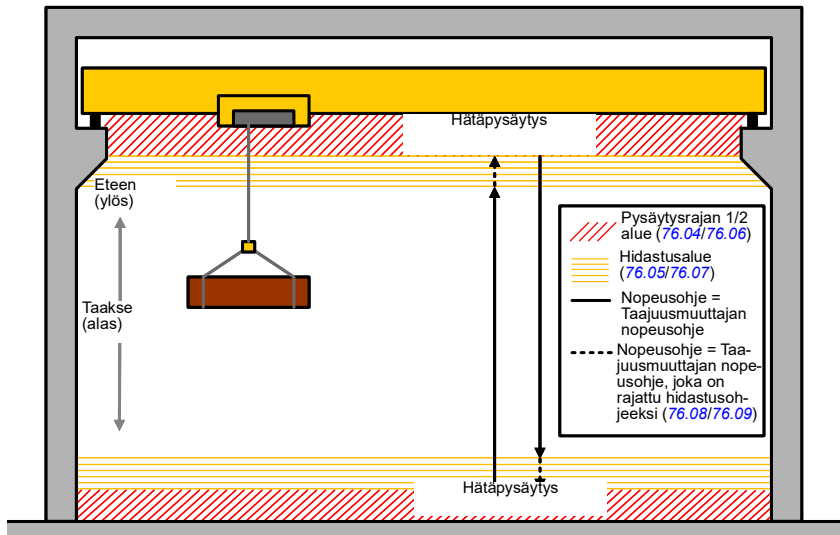 Hätäpysäytys
Eteen
(ylös)
Taakse
(alas)
Pysäytysrajan 1/2
alue (76.04/76.06)
Hidastusalue
(76.05/76.07)
Nopeusohje =
Taajuusmuuttajan
nopeusohje
Nopeusohje = Taa-
juusmuuttajan nope-
usohje, joka on
rajattu hidastusoh-
jeeksi (76.08/76.09)
Hätäpysäytys